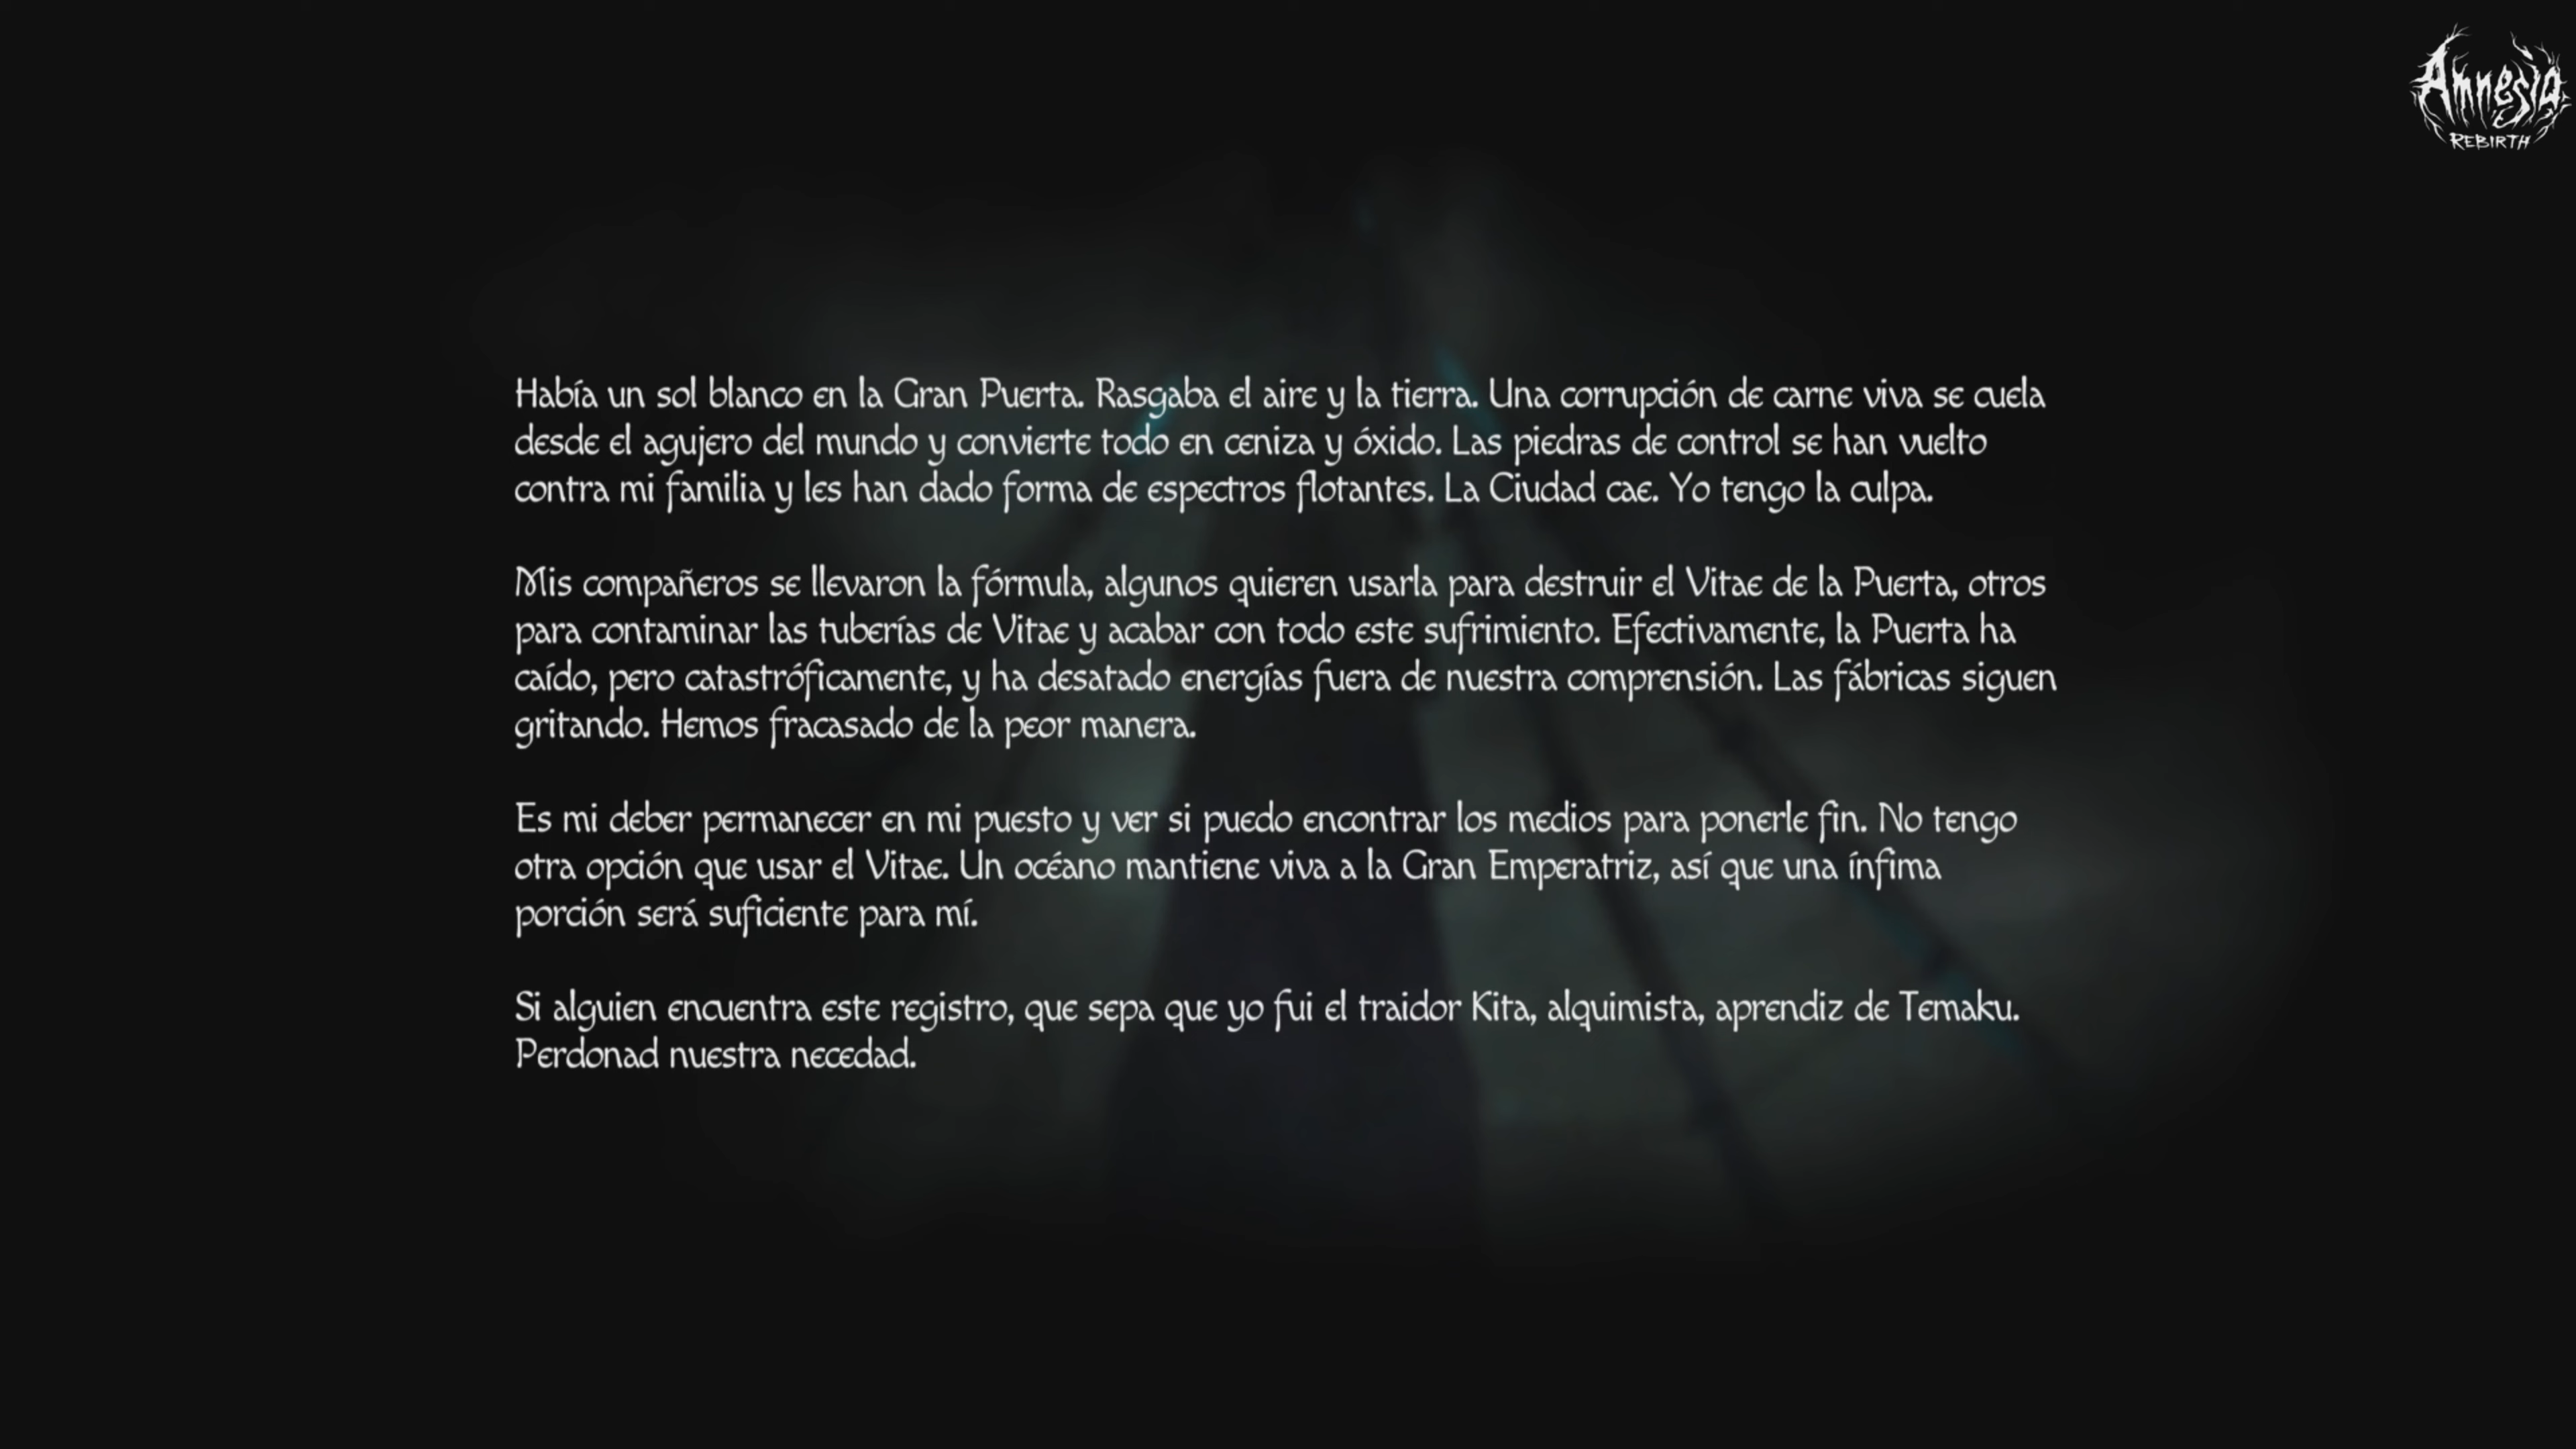 Amnesia
REBIRTH
Había un sol blanco en la Gran Puerta. Rasgaba el aire y la tierra. Una corrupción de carne viva se cuela
desde el agujero del mundo y convierte todo en ceniza y óxido. Las piedras de control se han vuelto
contra mi familia y les han dado forma de espectros flotantes. La Ciudad cae. Yo tengo la culpa.
Mis compañeros se llevaron la fórmula, algunos quieren usarla para destruir el Vitae de la Puerta, otros
para contaminar las tuberías de Vitae y acabar con todo este sufrimiento. Efectivamente, la Puerta ha
caído, pero catastróficamente, y ha desatado energías fuera de nuestra comprensión. Las fábricas siguen
gritando. Hemos fracasado de la peor manera.
Es mi deber permanecer en mi puesto y ver si puedo encontrar los medios para ponerle fin. No tengo
otra opción que usar el Vitae. Un océano mantiene viva a la Gran Emperatriz, así que una ínfima
porción será suficiente para mí.
Si alguien encuentra este registro, que sepa que yo fui el traidor Kita, alquimista, aprendiz de Temaku.
Perdonad nuestra necedad.